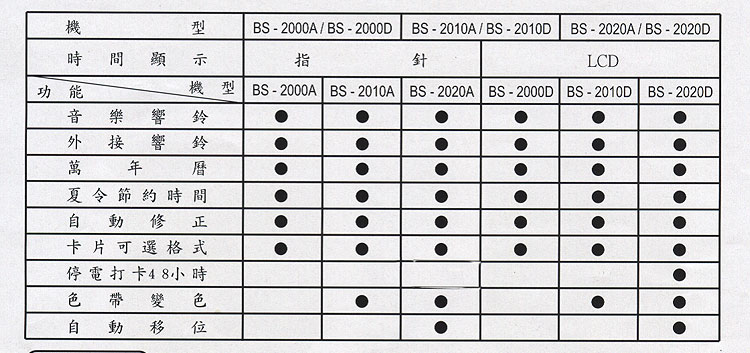 機型 BS - 2000A / BS - 2000D BS - 2010A / BS - 2010D BS - 2020A / BS - 2020D
時間顯示 指針 LCD
功能 機型 BS - 2000A BS - 2010A BS - 2020A BS - 2000D BS - 2010D BS - 2020D
音樂響鈴 ● ● ● ● ● ●
外接響鈴 ● ● ● ● ● ●
萬年曆 ● ● ● ● ● ●
夏令節約時間 ● ● ● ● ● ●
自動修正 ● ● ● ● ● ●
卡片可選格式 ● ● ● ● ● ●
停電打卡48小時 ●
色帶變色 ● ● ● ●
自動移位 ● ●